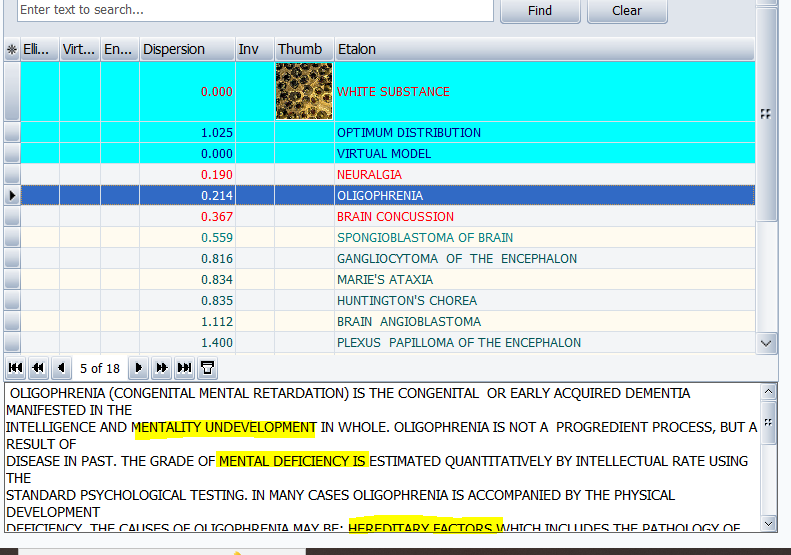 Enter text to search...
Find
Clear
Elli... Virt... En... Dispersion Inv Thumb Etalon
0.000 WHITE SUBSTANCE
1.025 OPTIMUM DISTRIBUTION
0.000 VIRTUAL MODEL
0.190 NEURALGIA
0.214 OLIGOPHRENIA
0.367 BRAIN CONCUSSION
0.559 SPONGIOBLASTOMA OF BRAIN
0.816 GANGLIOCYTOMA OF THE ENCEPHALON
0.834 MARIE'S ATAXIA
0.835 HUNTINGTON'S CHOREA
1.112 BRAIN ANGIOBLASTOMA
1.400 PLEXUS PAPILLOMA OF THE ENCEPHALON
5 of 18
OLIGOPHRENIA (CONGENITAL MENTAL RETARDATION) IS THE CONGENITAL OR EARLY ACQUIRED DEMENTIA
MANIFESTED IN THE
INTELLIGENCE AND MENTALITY UNDEVELOPMENT IN WHOLE. OLIGOPHRENIA IS NOT A PROGREDIENT PROCESS, BUT A
RESULT OF
DISEASE IN PAST. THE GRADE OF MENTAL DEFICIENCY IS ESTIMATED QUANTITATIVELY BY INTELLECTUAL RATE USING
THE
STANDARD PSYCHOLOGICAL TESTING. IN MANY CASES OLIGOPHRENIA IS ACCOMPANIED BY THE PHYSICAL
DEVELOPMENT
DEFICIENCY. THE CAUSES OF OLIGOPHRENIA MAY BE: HEREDITARY FACTORS WHICH INCLUDES THE PATHOLOGY OF